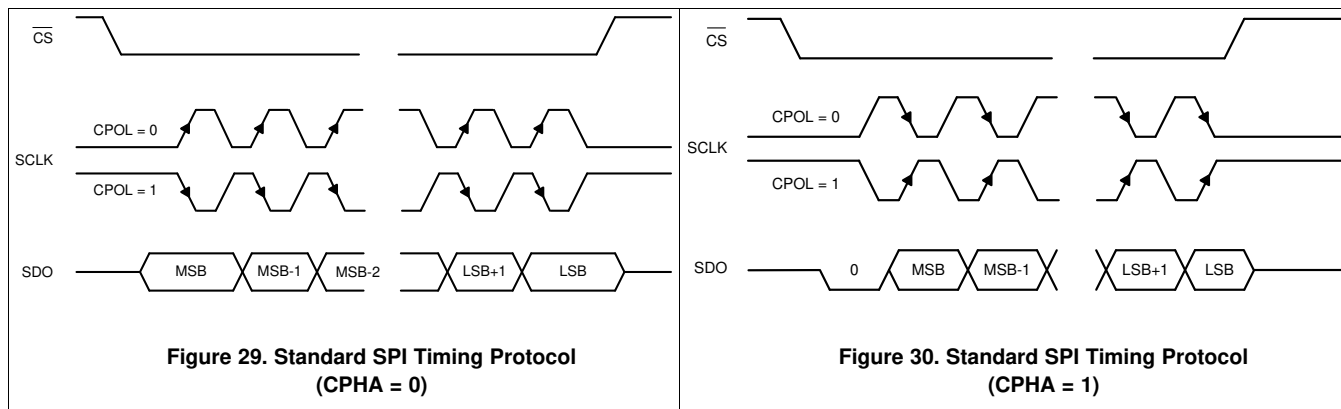 CS
CPOL = 0
SCLK
CPOL = 1
SDO
MSB
MSB-1
MSB-2
LSB+1
LSB
Figure 29. Standard SPI Timing Protocol
(CPHA = 0)
CS
CPOL = 0
SCLK
CPOL = 1
SDO
0
MSB
MSB-1
LSB+1
LSB
Figure 30. Standard SPI Timing Protocol
(CPHA = 1)